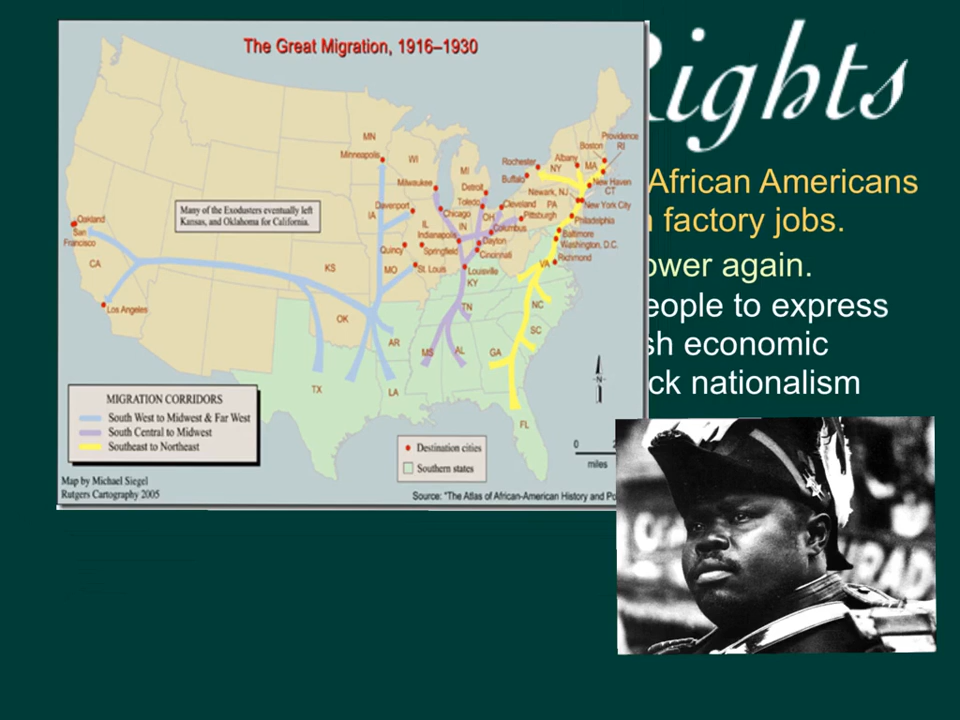 The Great Migration, 1916–1930
Rights
African Americans
factory jobs.
again.
to express
economic
nationalism
MN
Minneapolis
WI
Milwaukee
MI
Detroit
Toledo
Rochester
Buffalo
Albany
NY
Boston
MA
Providence
RI
New Haven
CT
New York City
Newark, NJ
PA
Philadelphia
Pittsburgh
Cleveland
OH
Columbus
Chicago
Davenport
IA
IL
IN
Indianapolis
Dayton
Cincinnati
Quincy
Springfield
St. Louis
MO
Louisville
KY
Baltimore
Washington, D.C.
Richmond
VA
Many of the Exodusters eventually left
Kansas, and Oklahoma for California.
Oakland
San
Francisco
CA
Los Angeles
KS
OK
AR
TN
NC
SC
MS
AL
GA
TX
LA
FL
MIGRATION CORRIDORS
South West to Midwest & Far West
South Central to Midwest
Southeast to Northeast
Destination cities
Southern states
N
0
miles
Map by Michael Siegel
Rutgers Cartography 2005
Source: "The Atlas of African-American History and